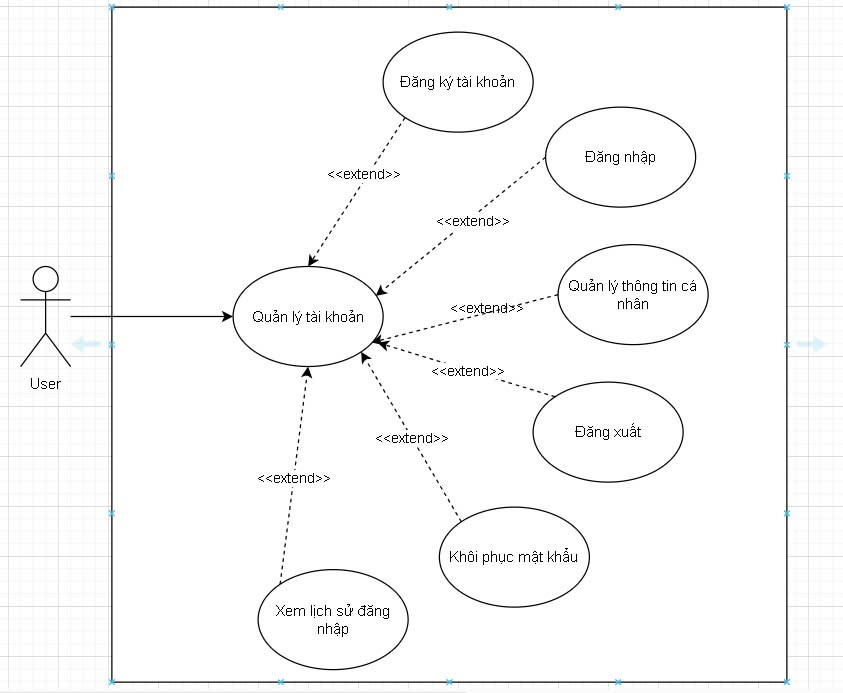 Đăng ký tài khoản
Đăng nhập
<<extend>>
<<extend>>
Quản lý thông tin cá
nhân
<<extend>>
Quản lý tài khoản
<<extend>>
User
Đăng xuất
<<extend>>
<<extend>>
Khôi phục mật khẩu
Xem lịch sử đăng
nhập